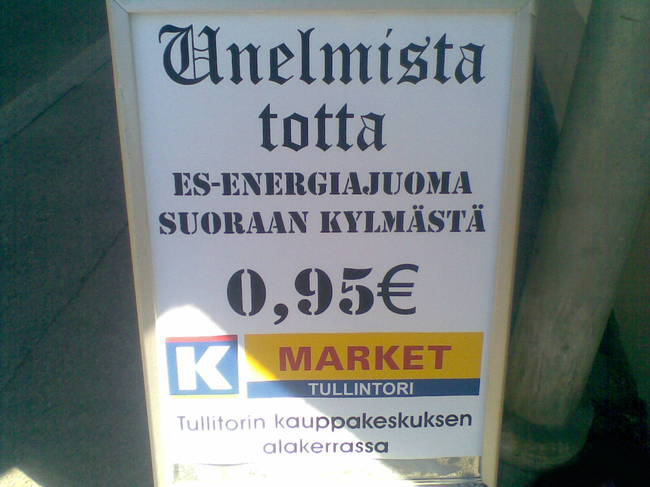 Unelmista
totta
ES-ENERGIAJUOMA
SUORAAN KYLMÄSTÄ
0,95€
K MARKET
TULLINTORI
Tullitorin kauppakeskuksen
alakerrassa